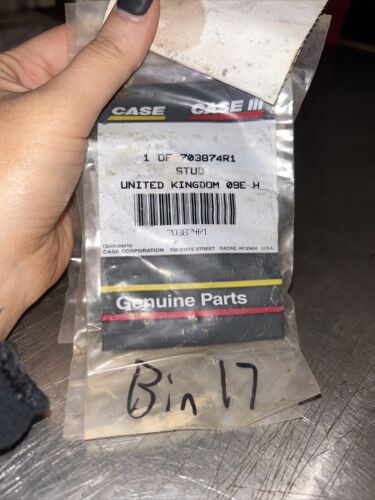 CASE CASE III
1 OF 703874R1
STUD
UNITED KINGDOM 09E H
703874R1
Distributed by
CASE CORPORATION 700 STATE STREET RACINE, WI 53404 U.S.A.
Genuine Parts
Bin 17